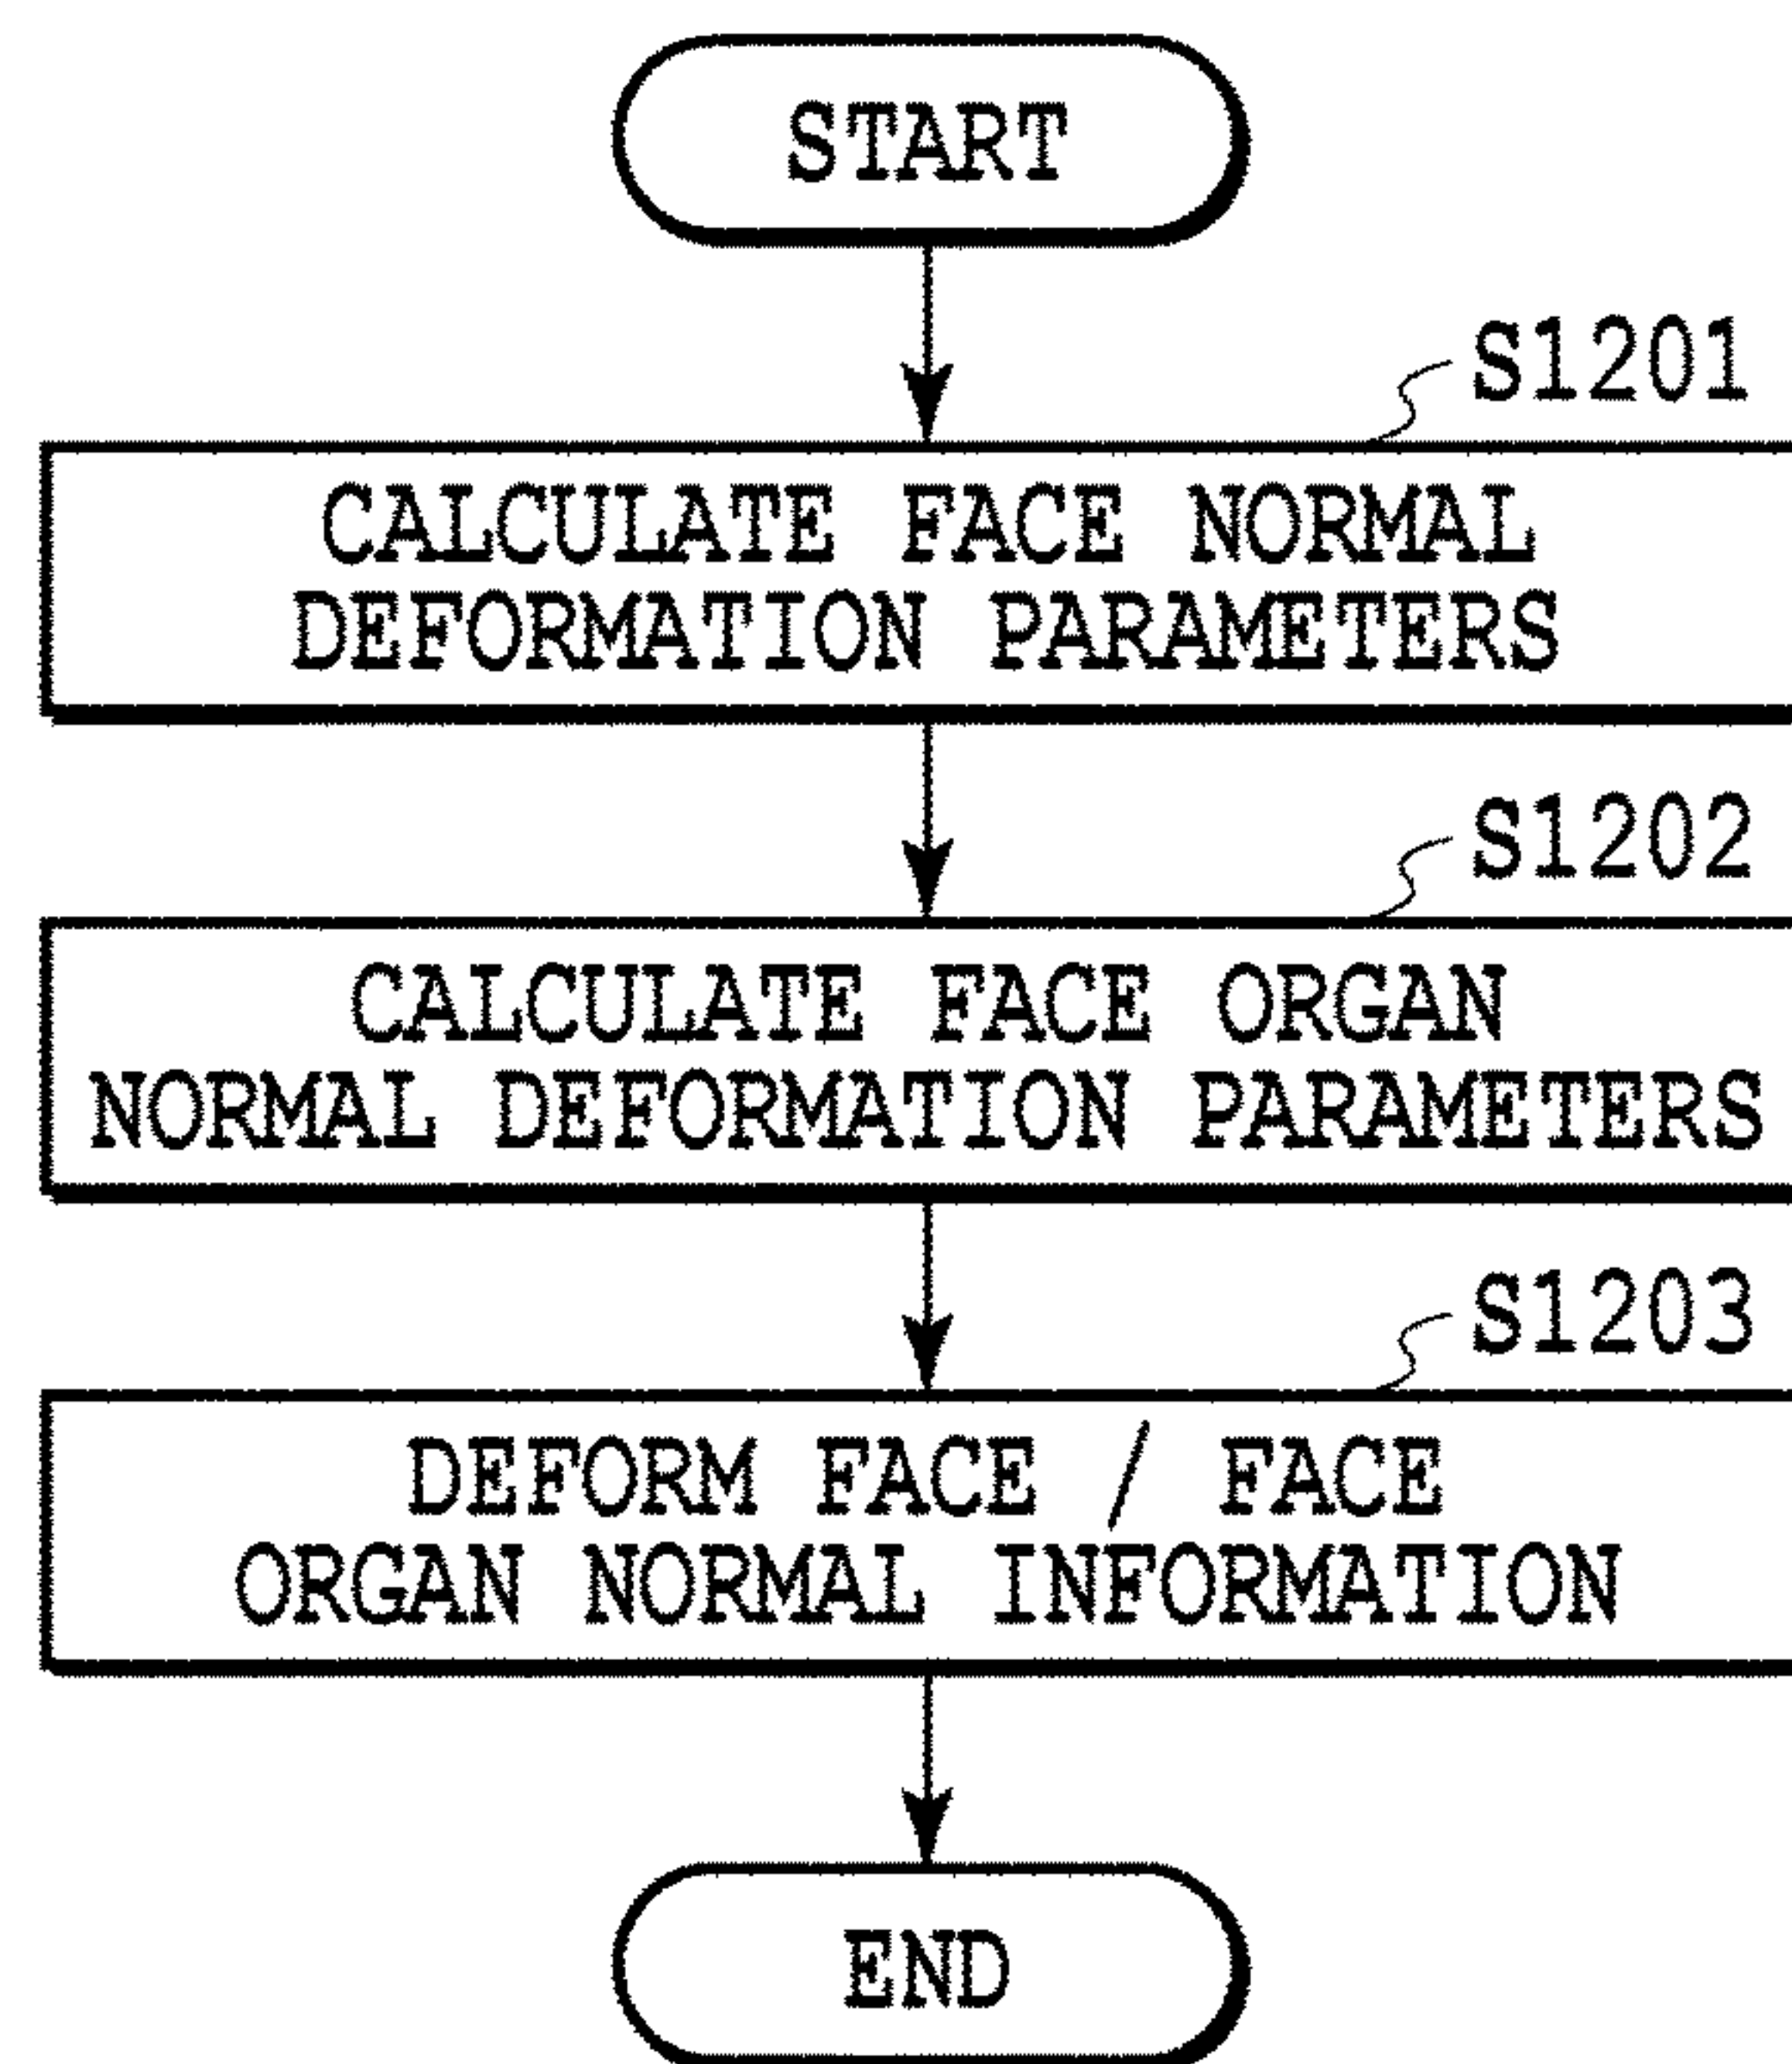 START
S1201
CALCULATE FACE NORMAL
DEFORMATION PARAMETERS
S1202
CALCULATE FACE ORGAN
NORMAL DEFORMATION PARAMETERS
S1203
DEFORM FACE / FACE
ORGAN NORMAL INFORMATION
END